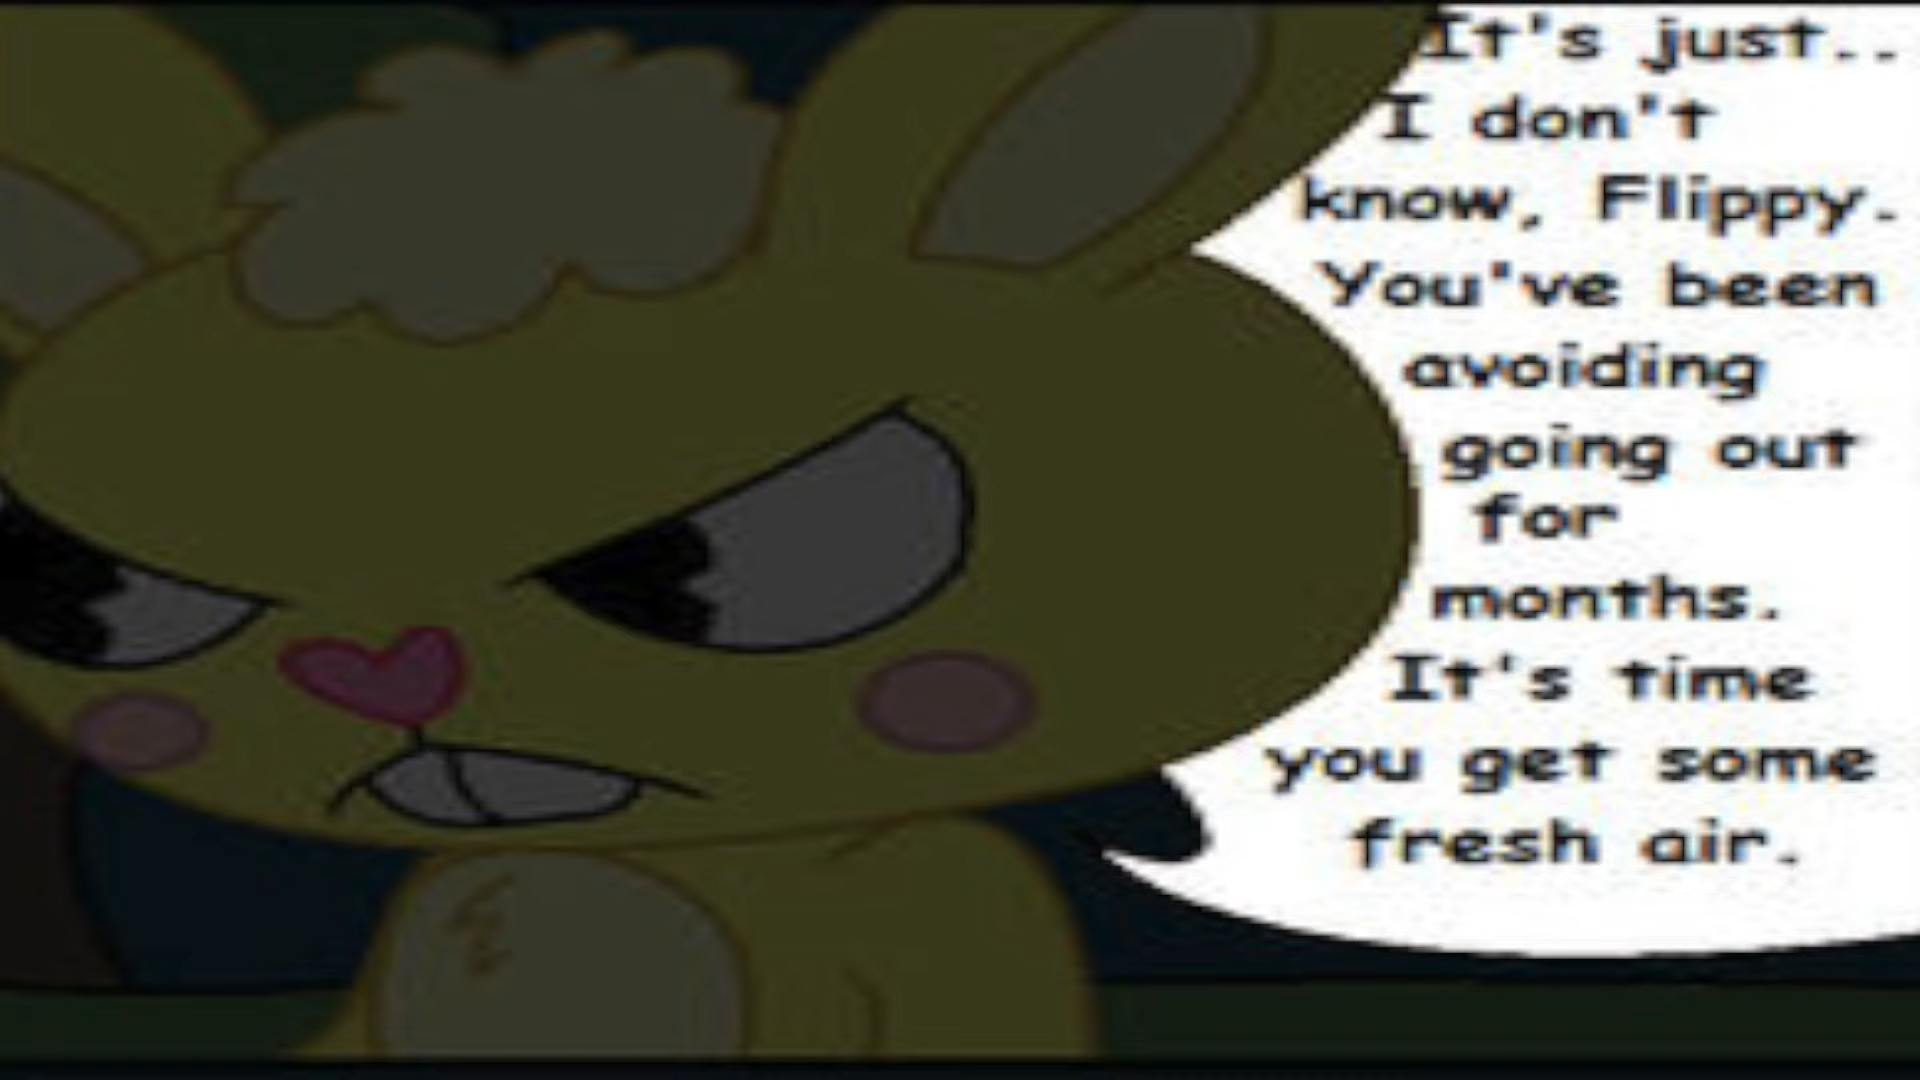 It's just..
I don't
know, Flippy.
You've been
avoiding
going out
for
months.
It's time
you get some
fresh air.